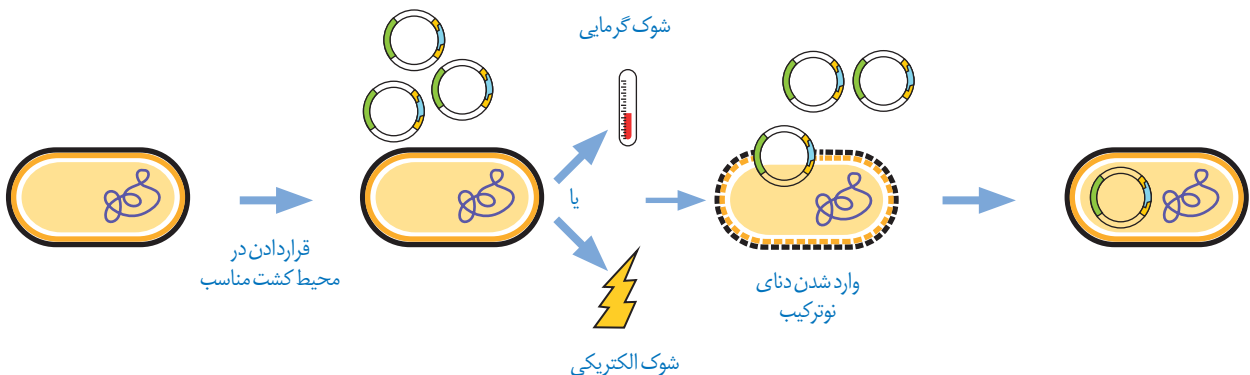 شوک گرمایی
قراردادن در
محیط کشت مناسب
یا
وارد شدن دنای
نوترکیب
شوک الکتریکی